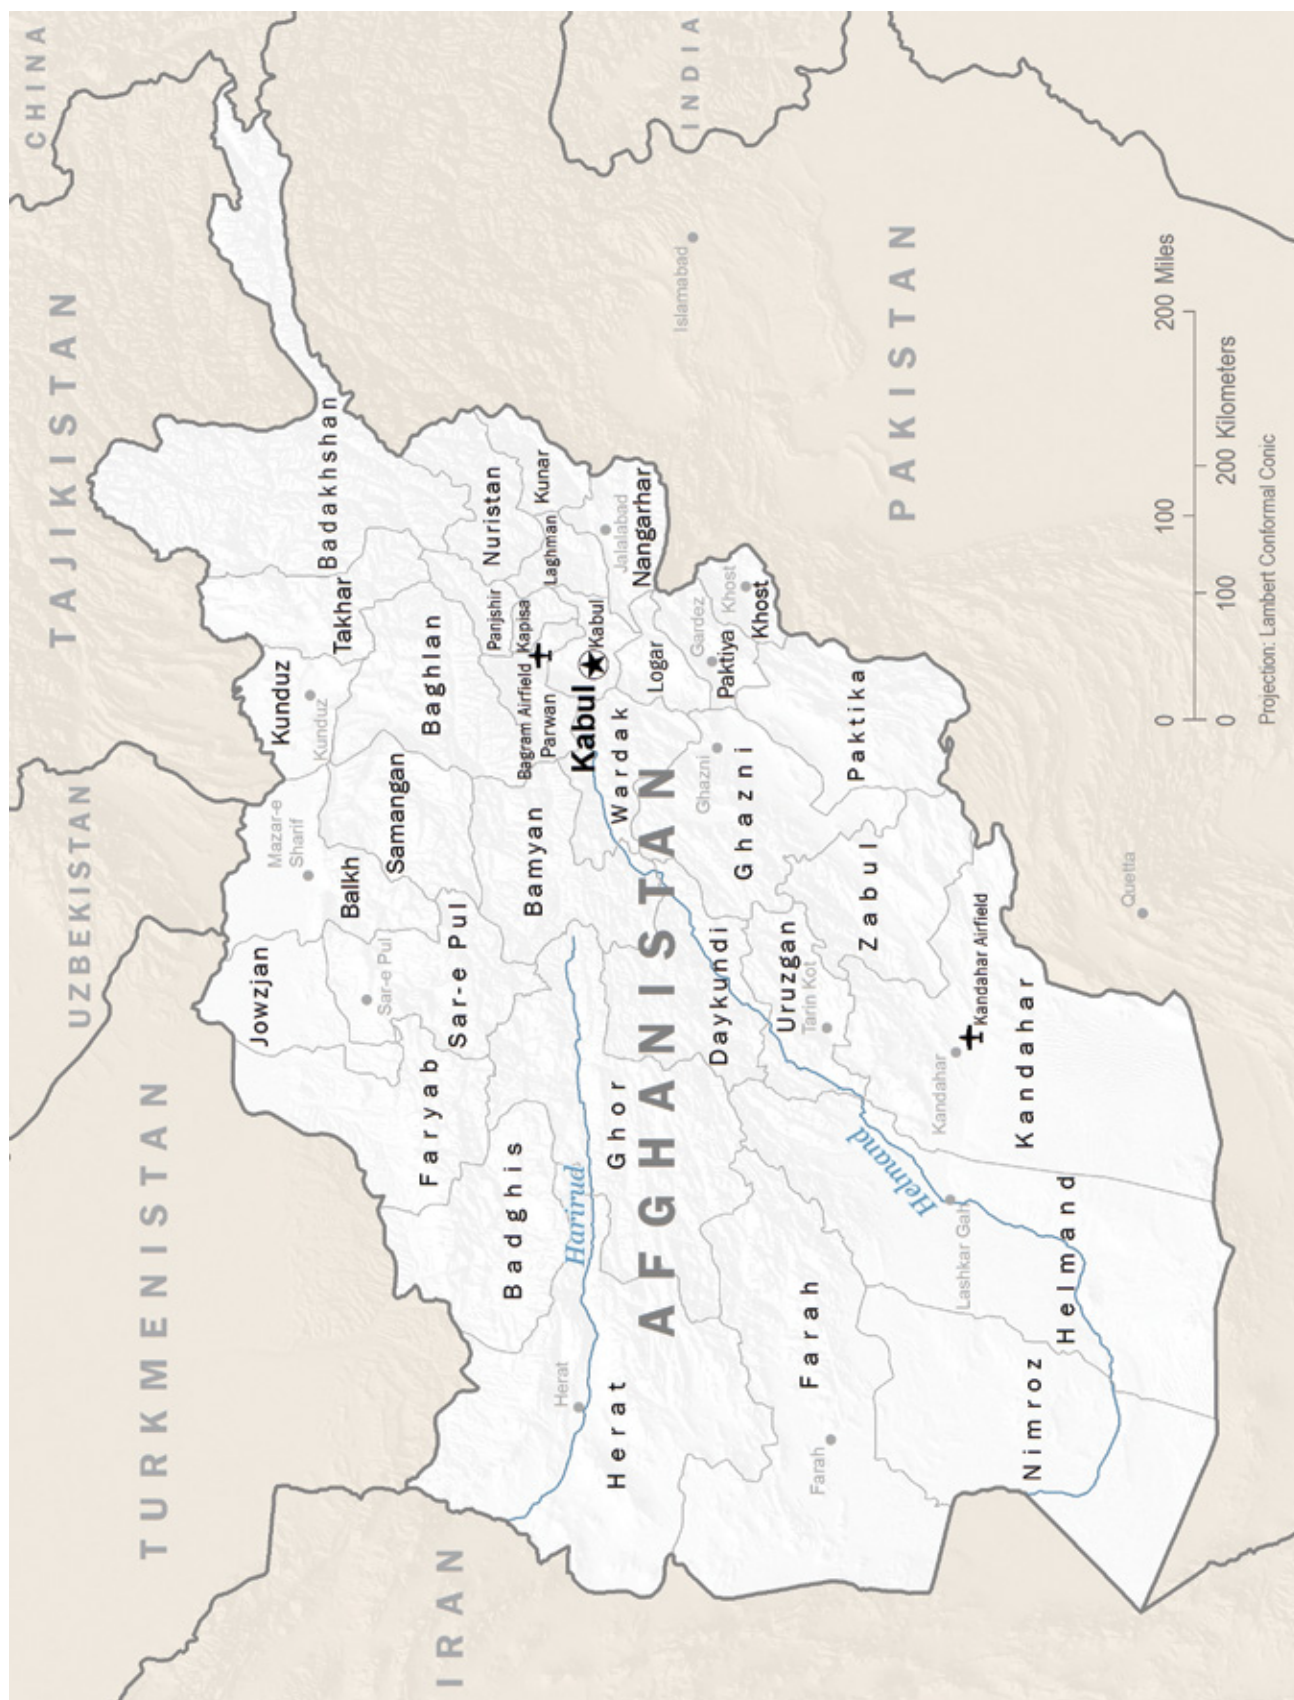 CHINA
TAJIKISTAN
UZBEKISTAN
TURKMENISTAN
IRAN
INDIA
PAKISTAN
AFGHANISTAN
Badakhshan
Takhar
Kunduz
Kunduz
Mazar-e
Sharif
Balkh
Jowzjan
Sar-e Pul
Sar-e Pul
Samangan
Baghlan
Faryab
Badghis
Nuristan
Kunar
Laghman
Panjshir
Kapisa
Bagram Airfield
Parwan
Kabul
Kabul
Bamyan
Wardak
Nangarhar
Jalalabad
Logar
Gardez
Paktiya
Khost
Khost
Harirud
Ghor
Herat
Herat
Ghazni
Ghazni
Daykundi
Uruzgan
Tarin Kot
Zabul
Paktika
Farah
Farah
Helmand
Lashkar Gah
Kandahar
Kandahar Airfield
Kandahar
Helmand
Nimroz
Islamabad
Quetta
0 100 200 Miles
0 100 200 Kilometers
Projection: Lambert Conformal Conic